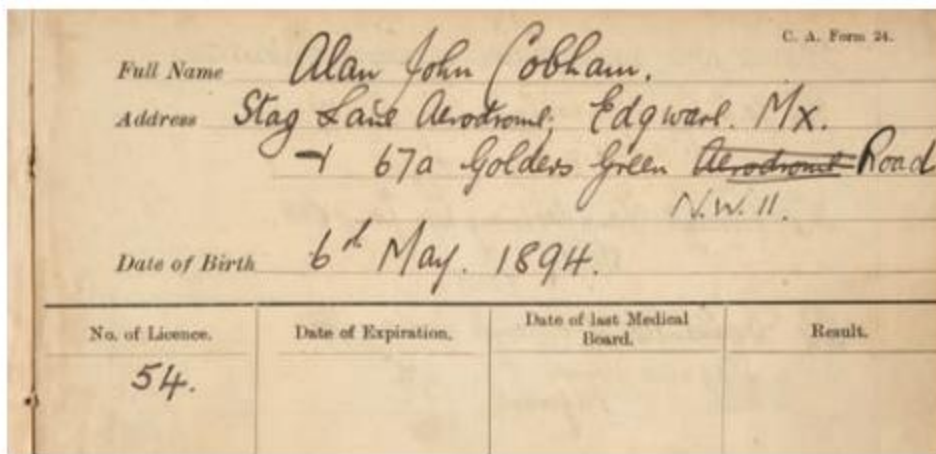 C. A. Form 24.
Full Name Alan John Cobham.
Address Stag Lane Aerodrome, Edgware. Mx.
+ 67a Golders Green Aerodrome Road
N.W. 11.
Date of Birth 6th May. 1894.
No. of Licence. Date of Expiration. Date of last Medical Board. Result.
54.